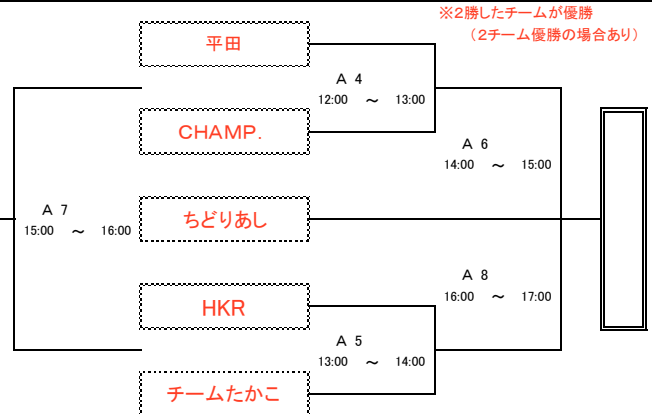 ※2勝したチームが優勝
（2チーム優勝の場合あり）
平田
A 4
12:00 ～ 13:00
CHAMP.
A 6
14:00 ～ 15:00
A 7
15:00 ～ 16:00
ちどりあし
A 8
16:00 ～ 17:00
HKR
A 5
13:00 ～ 14:00
チームたかこ